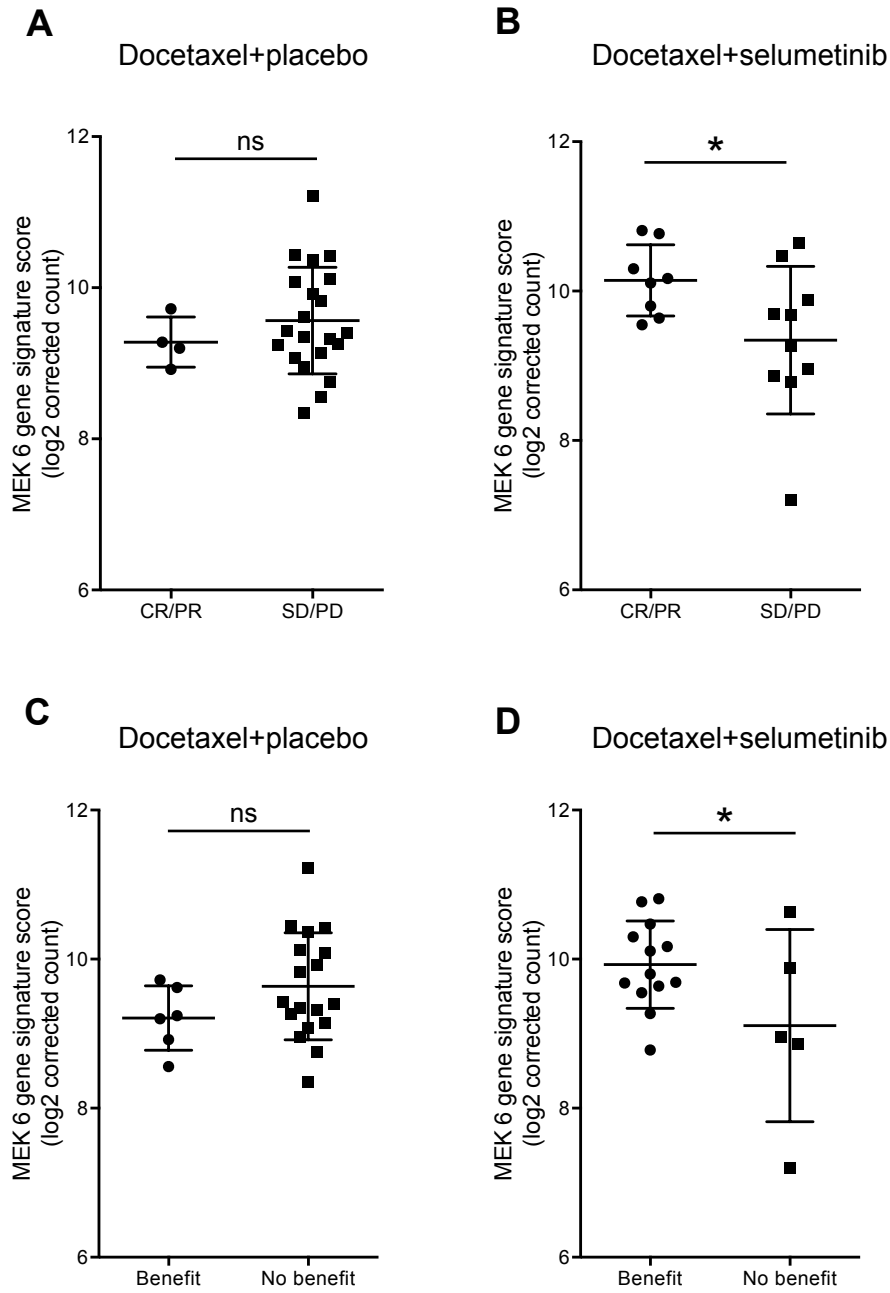 A
Docetaxel+placebo
ns
12
10
8
6
MEK 6 gene signature score
(log2 corrected count)
CR/PR
SD/PD
B
Docetaxel+selumetinib
*
12
10
8
6
MEK 6 gene signature score
(log2 corrected count)
CR/PR
SD/PD
C
Docetaxel+placebo
ns
12
10
8
6
MEK 6 gene signature score
(log2 corrected count)
Benefit
No benefit
D
Docetaxel+selumetinib
*
12
10
8
6
MEK 6 gene signature score
(log2 corrected count)
Benefit
No benefit